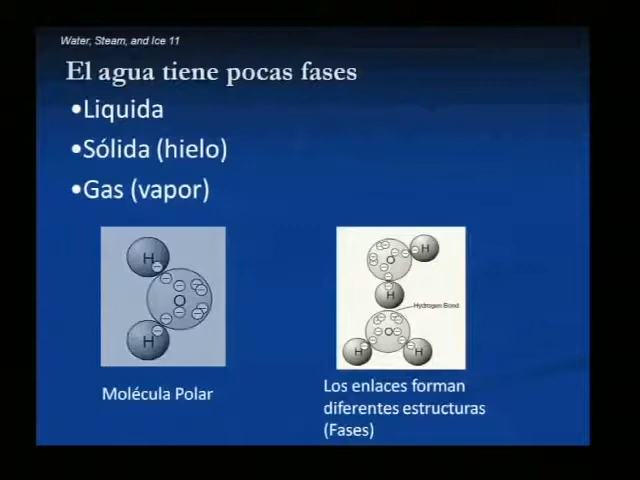 Water, Steam, and Ice 11
El agua tiene pocas fases
•Liquida
•Sólida (hielo)
•Gas (vapor)
H
O
H
H
O
H
Hydrogen Bond
O
H
H
Molécula Polar
Los enlaces forman
diferentes estructuras
(Fases)